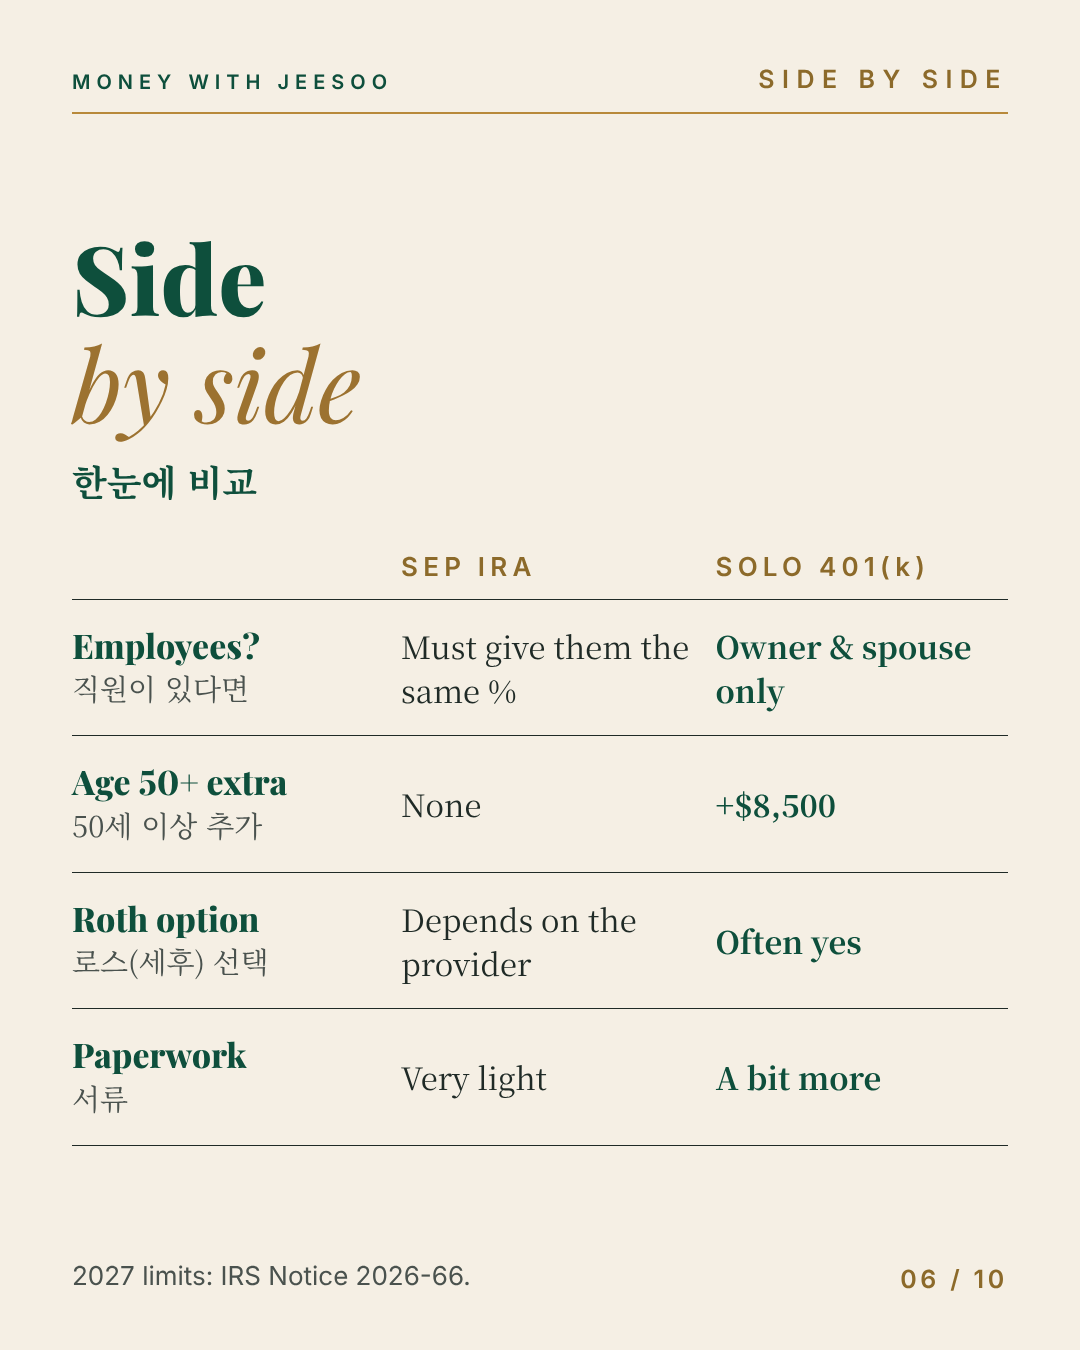 MONEY WITH JEESOO
SIDE BY SIDE
Side
by side
한눈에 비교
SEP IRA
SOLO 401(k)
Employees?
직원이 있다면
Must give them the
same %
Owner & spouse
only
Age 50+ extra
50세 이상 추가
None
+$8,500
Roth option
로스(세후) 선택
Depends on the
provider
Often yes
Paperwork
서류
Very light
A bit more
2027 limits: IRS Notice 2026-66.
06 / 10